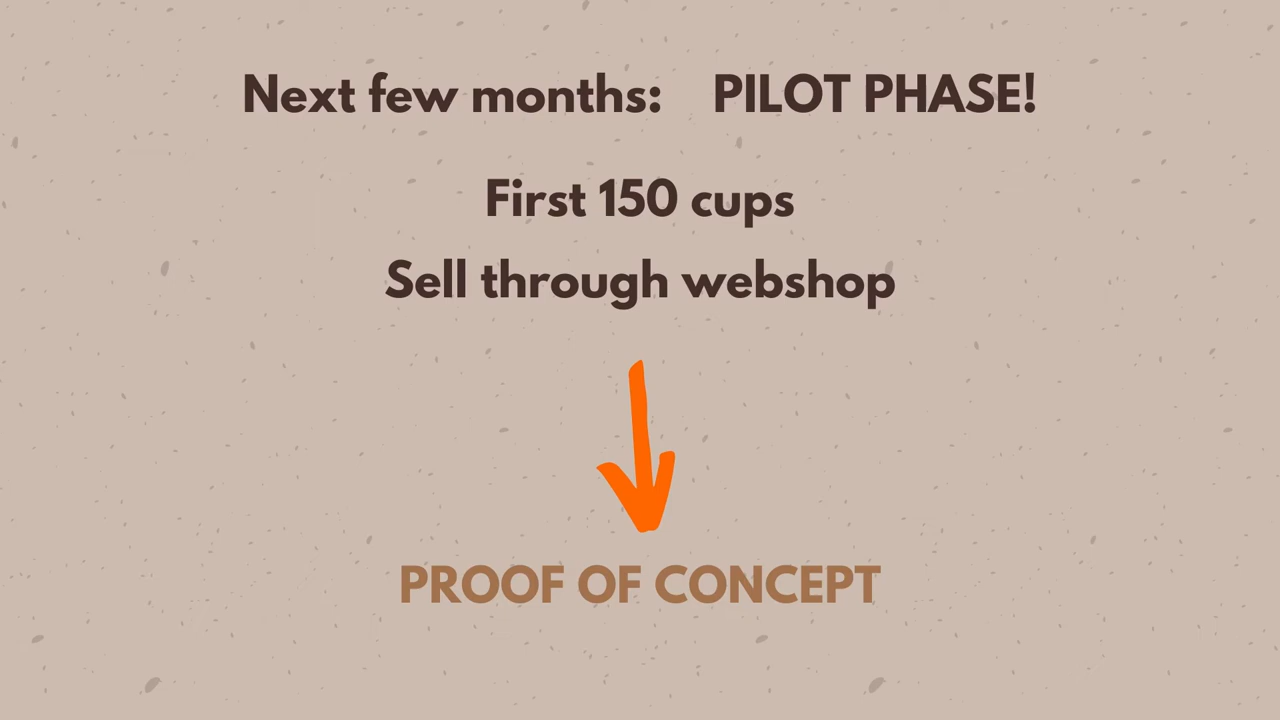 Next few months: PILOT PHASE!
First 150 cups
Sell through webshop
PROOF OF CONCEPT